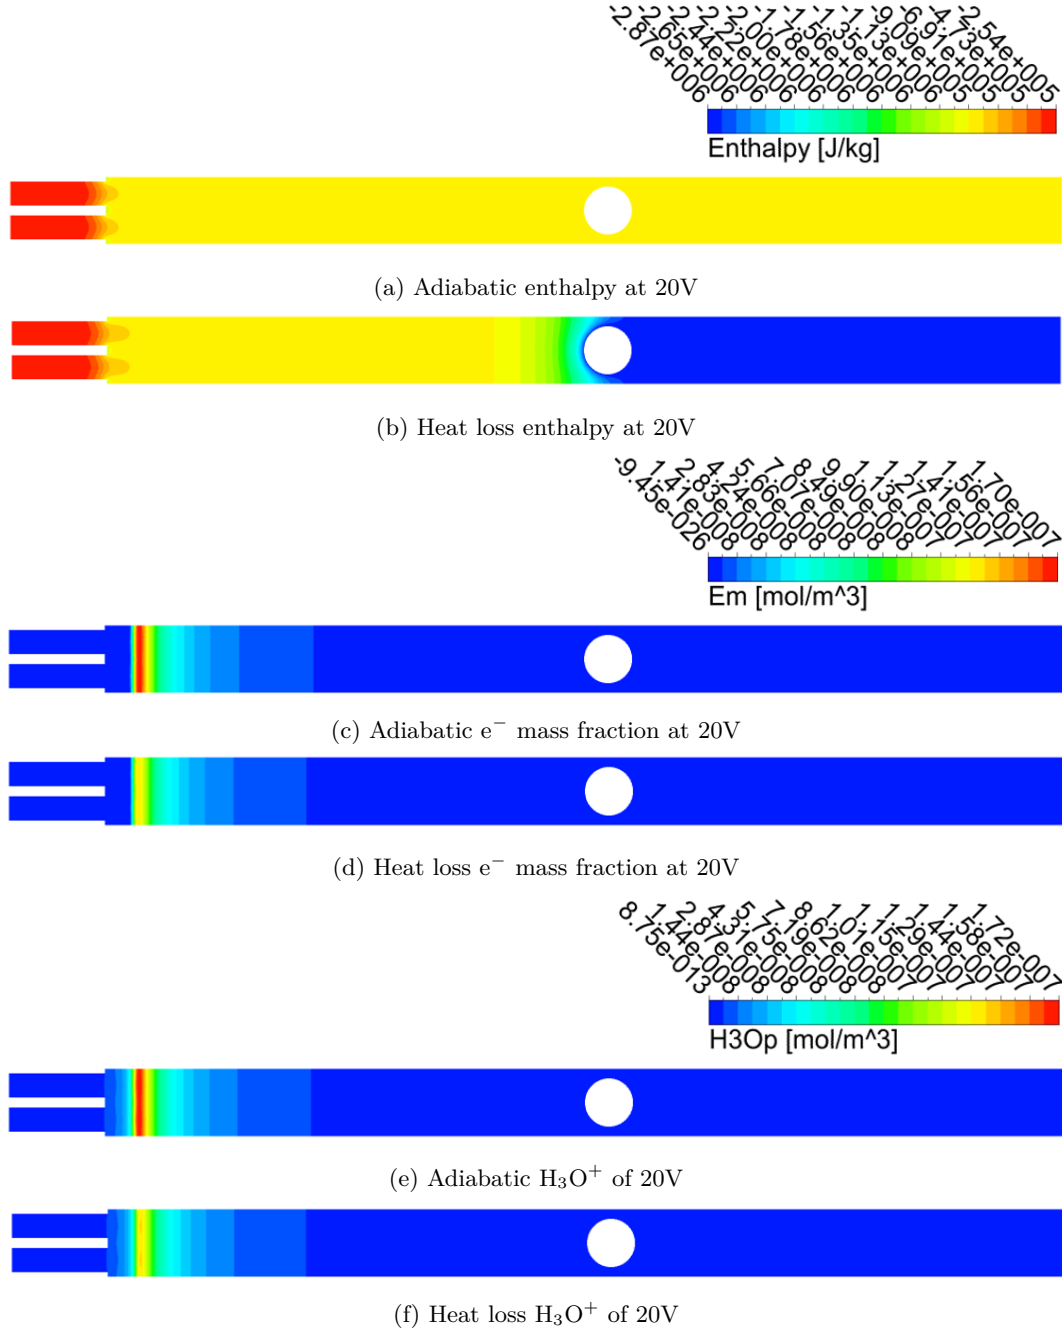 -2.87e+006
-2.65e+006
-2.44e+006
-2.22e+006
-2.00e+006
-1.78e+006
-1.56e+006
-1.35e+006
-1.13e+006
-9.09e+005
-6.91e+005
-4.73e+005
-2.54e+005
Enthalpy [J/kg]
(a) Adiabatic enthalpy at 20V
(b) Heat loss enthalpy at 20V
-9.45e-026
1.41e-008
2.83e-008
4.24e-008
5.66e-008
7.07e-008
8.49e-008
9.90e-008
1.13e-007
1.27e-007
1.41e-007
1.56e-007
1.70e-007
Em [mol/m^3]
(c) Adiabatic e⁻ mass fraction at 20V
(d) Heat loss e⁻ mass fraction at 20V
8.75e-013
1.44e-008
2.87e-008
4.31e-008
5.75e-008
7.19e-008
8.62e-008
1.01e-007
1.15e-007
1.29e-007
1.44e-007
1.58e-007
1.72e-007
H3Op [mol/m^3]
(e) Adiabatic H₃O⁺ of 20V
(f) Heat loss H₃O⁺ of 20V